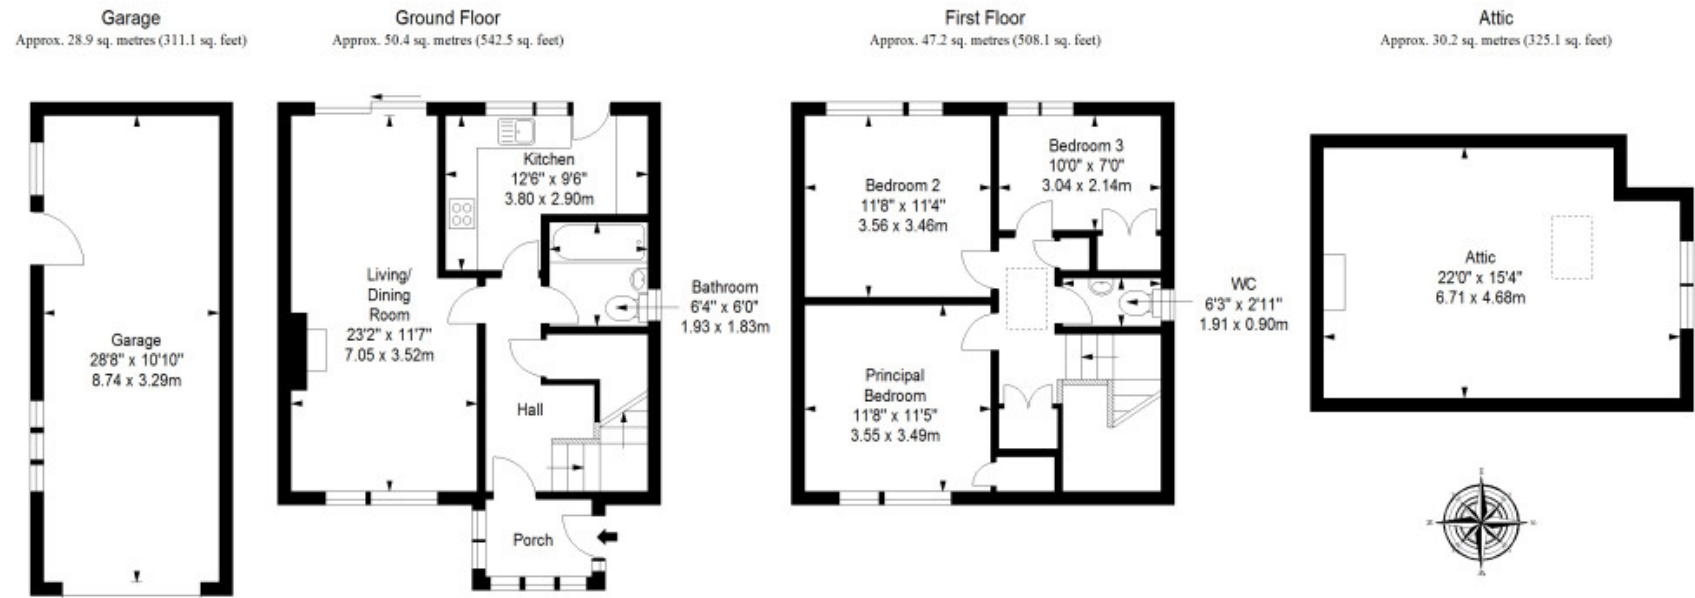 Garage
Approx. 28.9 sq. metres (311.1 sq. feet)
Ground Floor
Approx. 50.4 sq. metres (542.5 sq. feet)
First Floor
Approx. 47.2 sq. metres (508.1 sq. feet)
Attic
Approx. 30.2 sq. metres (325.1 sq. feet)
Garage
28'8" x 10'10"
8.74 x 3.29m
Kitchen
12'6" x 9'6"
3.80 x 2.90m
Living/
Dining
Room
23'2" x 11'7"
7.05 x 3.52m
Bathroom
6'4" x 6'0"
1.93 x 1.83m
Hall
Porch
Bedroom 2
11'8" x 11'4"
3.56 x 3.46m
Bedroom 3
10'0" x 7'0"
3.04 x 2.14m
WC
6'3" x 2'11"
1.91 x 0.90m
Principal
Bedroom
11'8" x 11'5"
3.55 x 3.49m
Attic
22'0" x 15'4"
6.71 x 4.68m